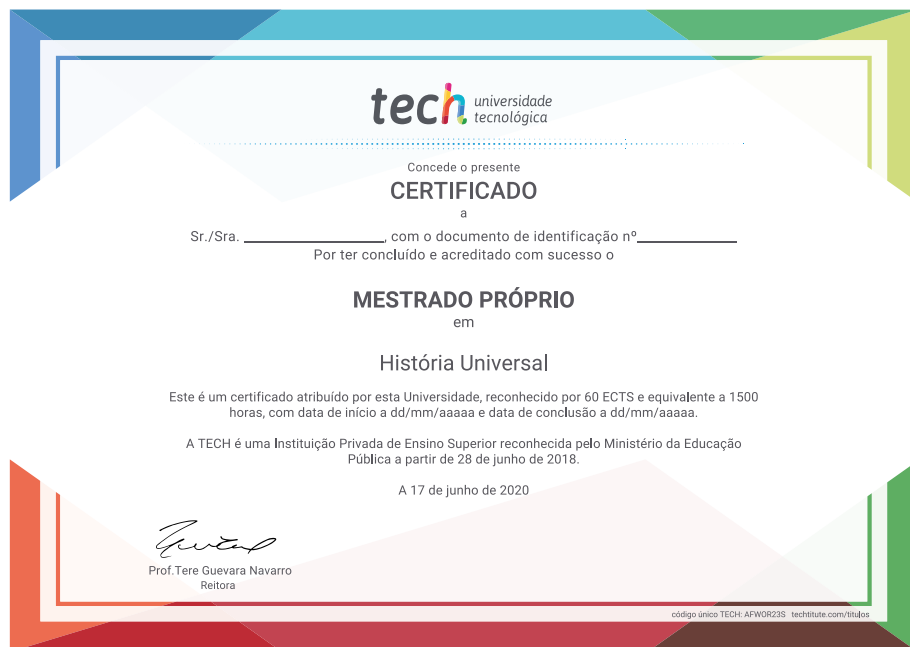 tech universidade
tecnológica
Concede o presente
CERTIFICADO
a
Sr./Sra. ________________, com o documento de identificação nº____________
Por ter concluído e acreditado com sucesso o
MESTRADO PRÓPRIO
em
História Universal
Este é um certificado atribuído por esta Universidade, reconhecido por 60 ECTS e equivalente a 1500
horas, com data de início a dd/mm/aaaaa e data de conclusão a dd/mm/aaaaa.
A TECH é uma Instituição Privada de Ensino Superior reconhecida pelo Ministério da Educação
Pública a partir de 28 de junho de 2018.
A 17 de junho de 2020
Prof.Tere Guevara Navarro
Reitora
código único TECH: AFWOR23S techtitute.com/titulos